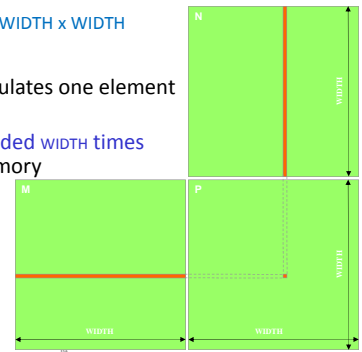 WIDTH x WIDTH
N
ulates one element
WIDTH
ded WIDTH times
mory
M
P
WIDTH
WIDTH
WIDTH